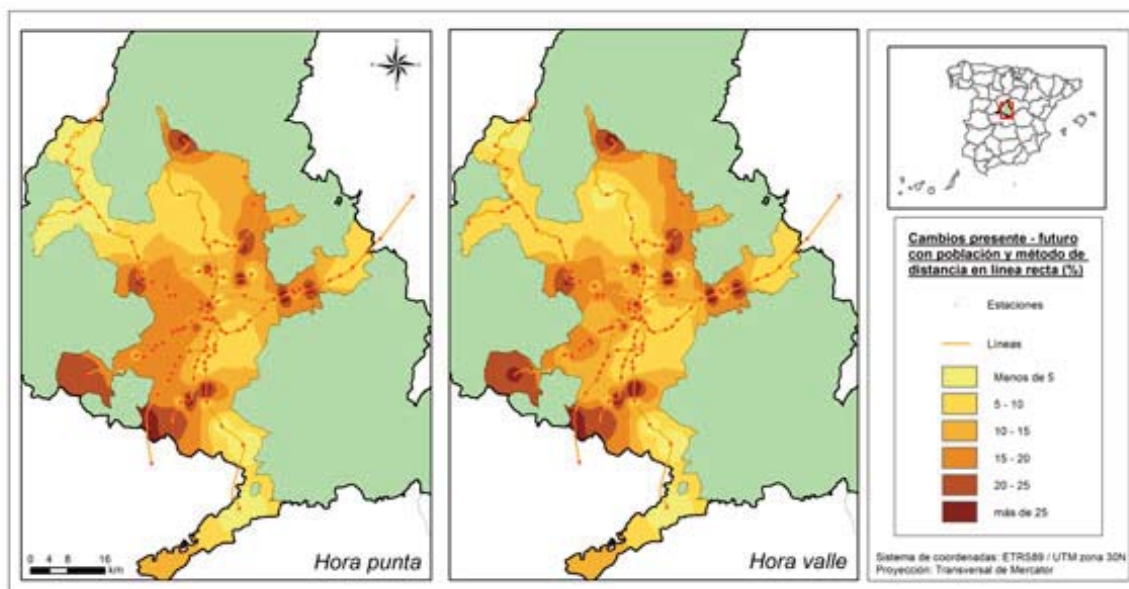 Hora punta
0 4 8 16
km
Hora valle
Cambios presente - futuro
con población y método de
distancia en línea recta (%)
Estaciones
Líneas
Menos de 5
5 - 10
10 - 15
15 - 20
20 - 25
más de 25
Sistema de coordenadas: ETRS89 / UTM zona 30N
Proyección: Transversal de Mercator